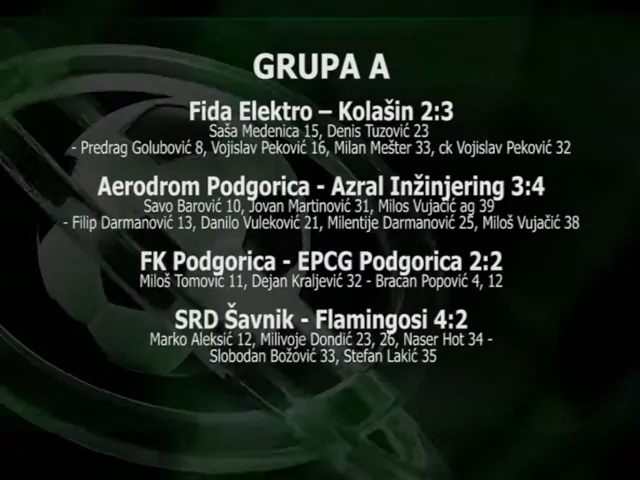 GRUPA A
Fida Elektro – Kolašin 2:3
Saša Medenica 15, Denis Tuzović 23
- Predrag Golubović 8, Vojislav Peković 16, Milan Mešter 33, ck Vojislav Peković 32
Aerodrom Podgorica - Azral Inžinjering 3:4
Savo Barović 10, Jovan Martinović 31, Milos Vujačić ag 39
- Filip Darmanović 13, Danilo Vuleković 21, Milentije Darmanović 25, Miloš Vujačić 38
FK Podgorica - EPCG Podgorica 2:2
Miloš Tomović 11, Dejan Kraljević 32 - Bracan Popović 4, 12
SRD Šavnik - Flamingosi 4:2
Marko Aleksić 12, Milivoje Dondić 23, 26, Naser Hot 34 -
Slobodan Božović 33, Stefan Lakić 35